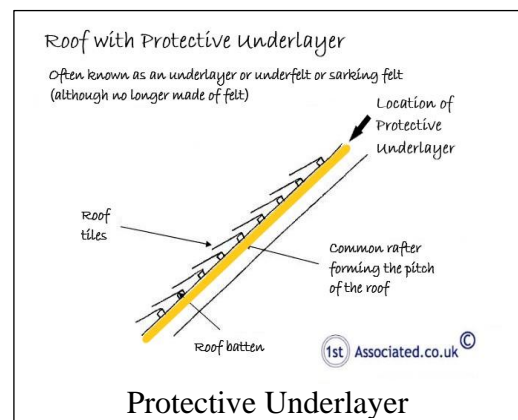 Roof with Protective Underlayer
Often known as an underlayer or underfelt or sarking felt
(although no longer made of felt)
Location of
Protective
Underlayer
Roof
tiles
Common rafter
forming the pitch
of the roof
Roof batten
1st Associated.co.uk ©
Protective Underlayer